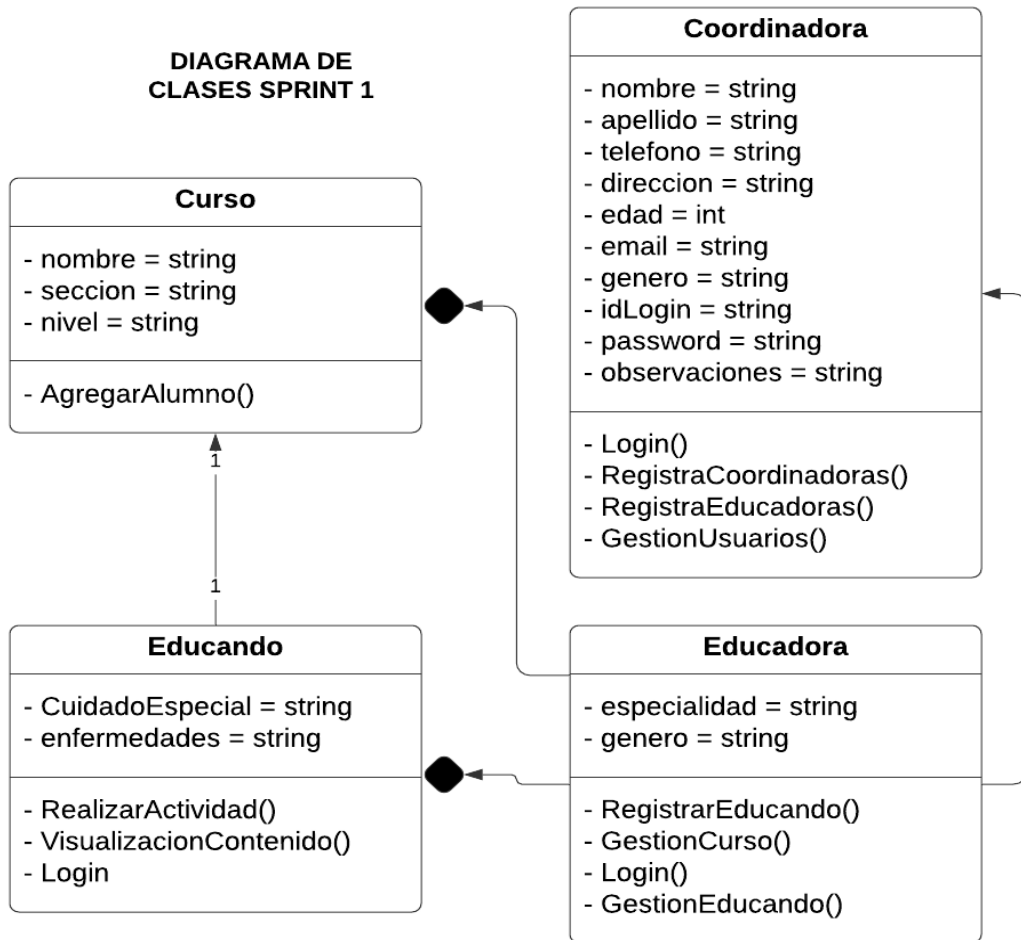 DIAGRAMA DE
CLASES SPRINT 1
Coordinadora
- nombre = string
- apellido = string
- telefono = string
- direccion = string
- edad = int
- email = string
- genero = string
- idLogin = string
- password = string
- observaciones = string
- Login()
- RegistraCoordinadoras()
- RegistraEducadoras()
- GestionUsuarios()
Curso
- nombre = string
- seccion = string
- nivel = string
- AgregarAlumno()
1
1
Educando
- CuidadoEspecial = string
- enfermedades = string
- RealizarActividad()
- VisualizacionContenido()
- Login
Educadora
- especialidad = string
- genero = string
- RegistrarEducando()
- GestionCurso()
- Login()
- GestionEducando()